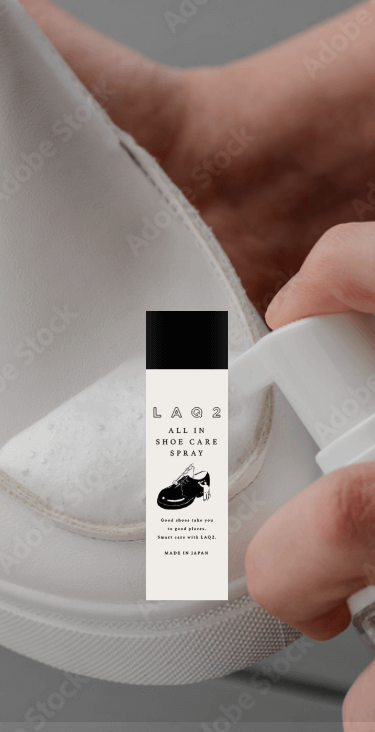 Adobe Stock
LAQ2
ALL IN
SHOE CARE
SPRAY
Good shoes take you
to good places.
Smart care with LAQ2.
MADE IN JAPAN